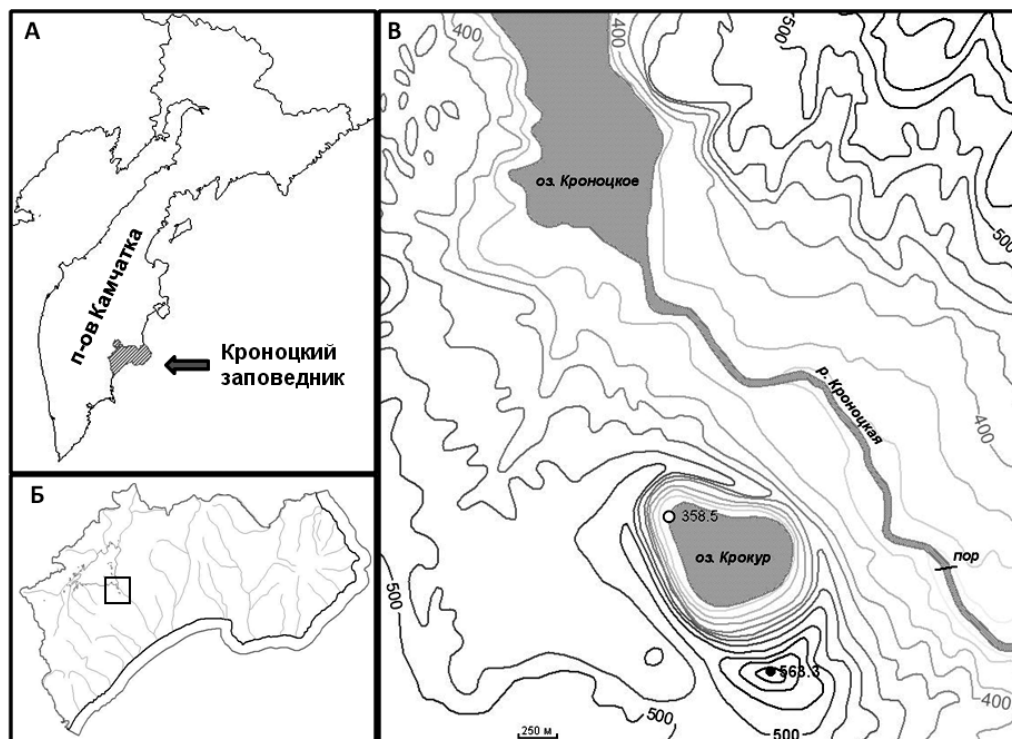 А
п-ов Камчатка
Кроноцкий
заповедник
Б
В
400
400
500
оз. Кроноцкое
500
р. Кроноцкая
400
358.5
оз. Крокур
пор
500
563.3
500
500
400
250 м